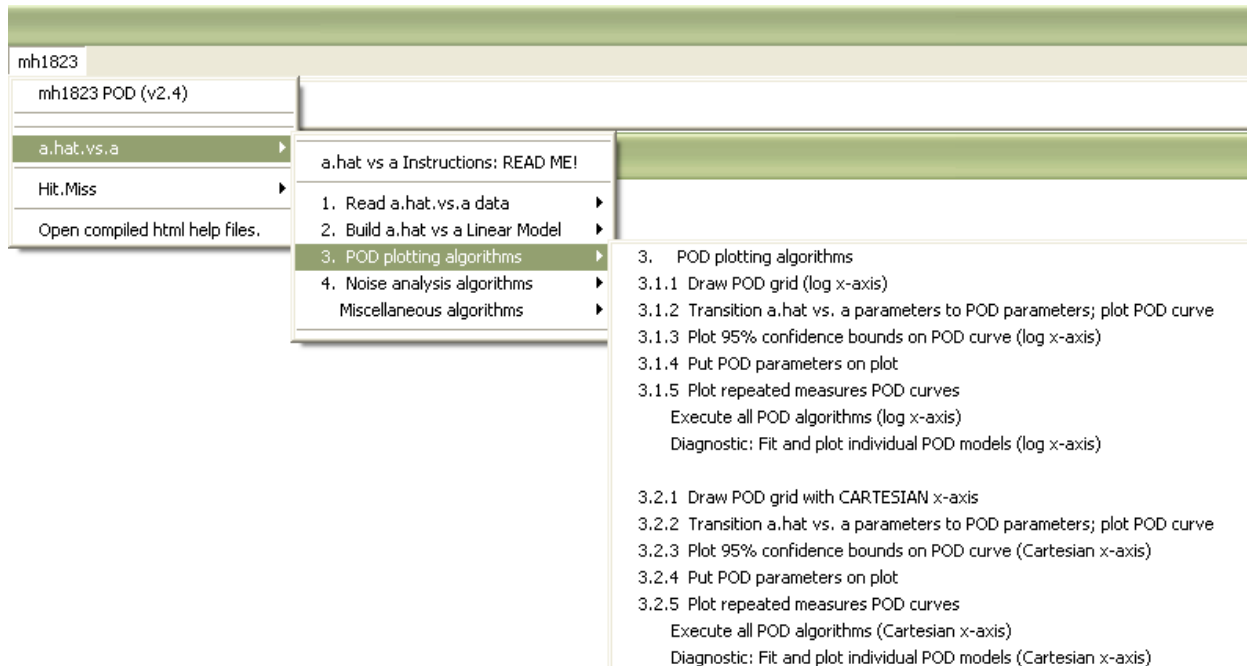 mh1823
mh1823 POD (v2.4)
a.hat.vs.a
Hit.Miss
Open compiled html help files.
a.hat vs a Instructions: READ ME!
1. Read a.hat.vs.a data
2. Build a.hat vs a Linear Model
3. POD plotting algorithms
4. Noise analysis algorithms
Miscellaneous algorithms
3. POD plotting algorithms
3.1.1 Draw POD grid (log x-axis)
3.1.2 Transition a.hat vs. a parameters to POD parameters; plot POD curve
3.1.3 Plot 95% confidence bounds on POD curve (log x-axis)
3.1.4 Put POD parameters on plot
3.1.5 Plot repeated measures POD curves
Execute all POD algorithms (log x-axis)
Diagnostic: Fit and plot individual POD models (log x-axis)
3.2.1 Draw POD grid with CARTESIAN x-axis
3.2.2 Transition a.hat vs. a parameters to POD parameters; plot POD curve
3.2.3 Plot 95% confidence bounds on POD curve (Cartesian x-axis)
3.2.4 Put POD parameters on plot
3.2.5 Plot repeated measures POD curves
Execute all POD algorithms (Cartesian x-axis)
Diagnostic: Fit and plot individual POD models (Cartesian x-axis)